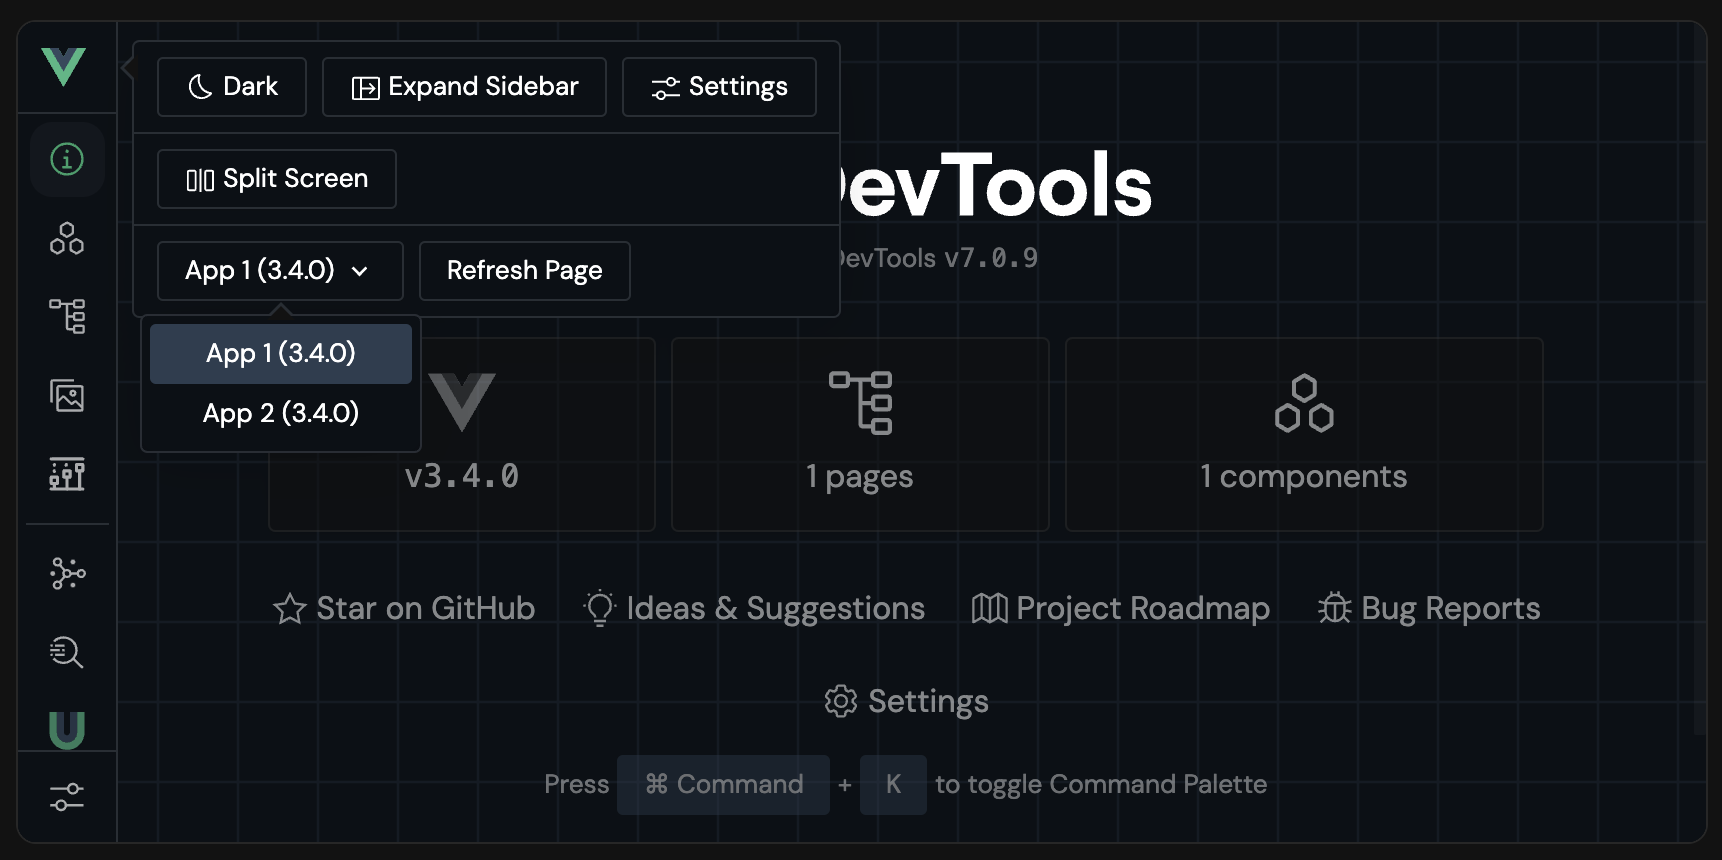 Dark
Expand Sidebar
Settings
Split Screen
DevTools
DevTools v7.0.9
App 1 (3.4.0)
Refresh Page
App 1 (3.4.0)
App 2 (3.4.0)
v3.4.0
1 pages
1 components
Star on GitHub
Ideas & Suggestions
Project Roadmap
Bug Reports
Settings
Press ⌘ Command + K to toggle Command Palette